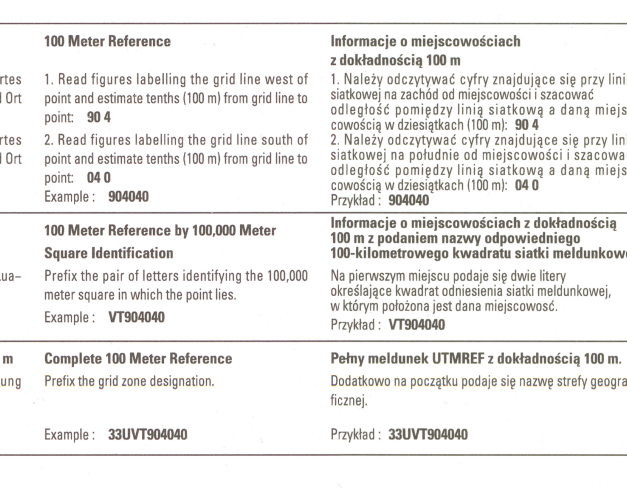 100 Meter Reference
rtes 1. Read figures labelling the grid line west of
Ort point and estimate tenths (100 m) from grid line to
point: 90 4
rtes 2. Read figures labelling the grid line south of
Ort point and estimate tenths (100 m) from grid line to
point: 04 0
Example : 904040
Informacje o miejscowościach
z dokładnością 100 m
1. Należy odczytywać cyfry znajdujące się przy lini
siatkowej na zachód od miejscowości i szacować
odległość pomiędzy linią siatkową a daną miejs
cowością w dziesiątkach (100 m): 90 4
2. Należy odczytywać cyfry znajdujące się przy lini
siatkowej na południe od miejscowości i szacowa
odległość pomiędzy linią siatkową a daną miejs
cowością w dziesiątkach (100 m): 04 0
Przykład : 904040
100 Meter Reference by 100,000 Meter
Square Identification
ua– Prefix the pair of letters identifying the 100,000
meter square in which the point lies.
Example : VT904040
Informacje o miejscowościach z dokładnością
100 m z podaniem nazwy odpowiedniego
100-kilometrowego kwadratu siatki meldunkowe
Na pierwszym miejscu podaje się dwie litery
określające kwadrat odniesienia siatki meldunkowej,
w którym położona jest dana miejscowość.
Przykład : VT904040
m Complete 100 Meter Reference
ung Prefix the grid zone designation.
Example : 33UVT904040
Pełny meldunek UTMREF z dokładnością 100 m.
Dodatkowo na początku podaje się nazwę strefy geogra
ficznej.
Przykład : 33UVT904040